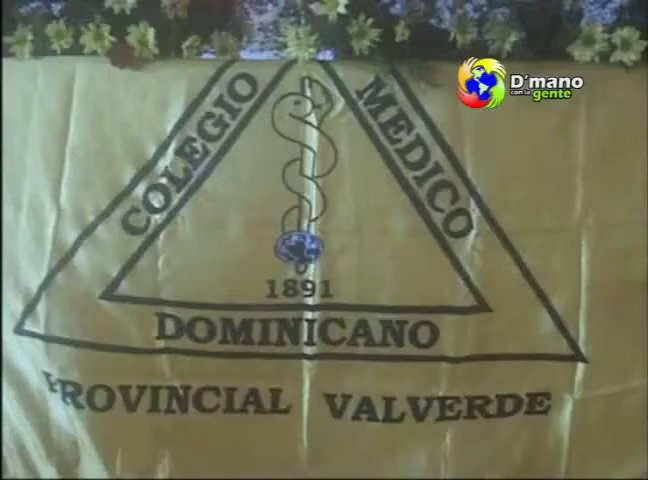 D'mano
con la gente
COLEGIO
MEDICO
1891
DOMINICANO
PROVINCIAL VALVERDE